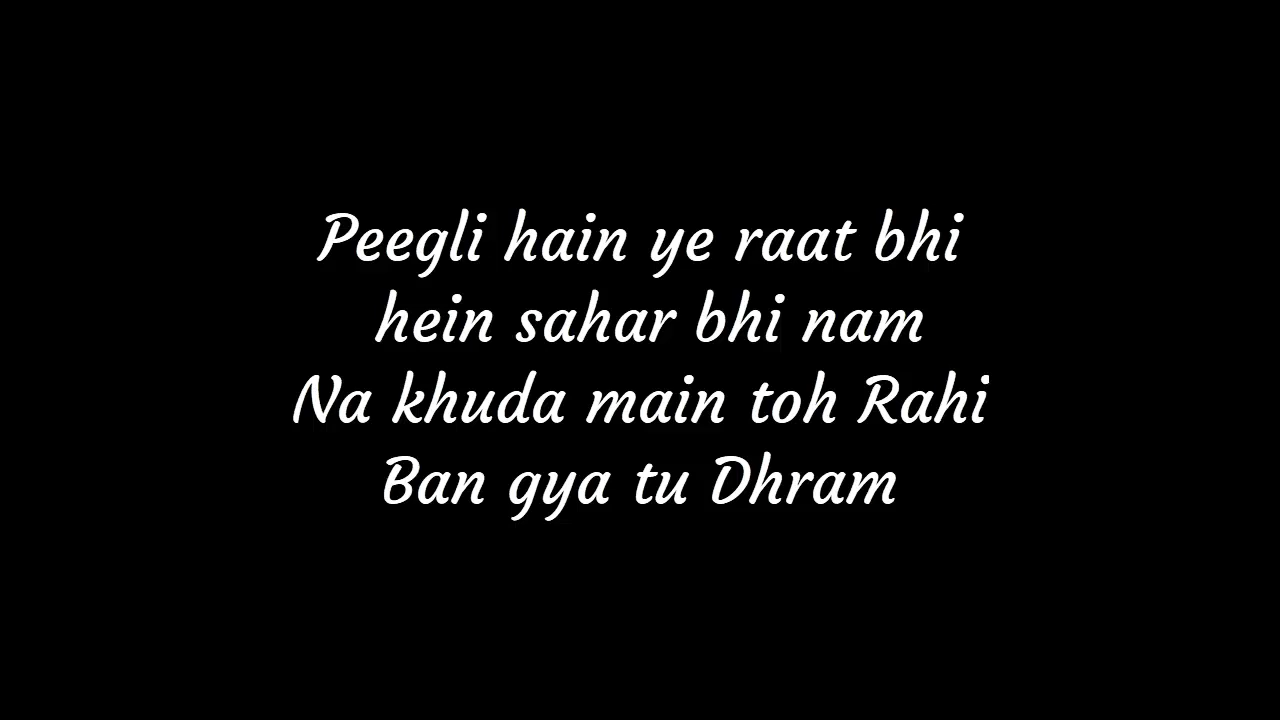 Peegli hain ye raat bhi
hein sahar bhi nam
Na khuda main toh Rahi
Ban gya tu Dhram